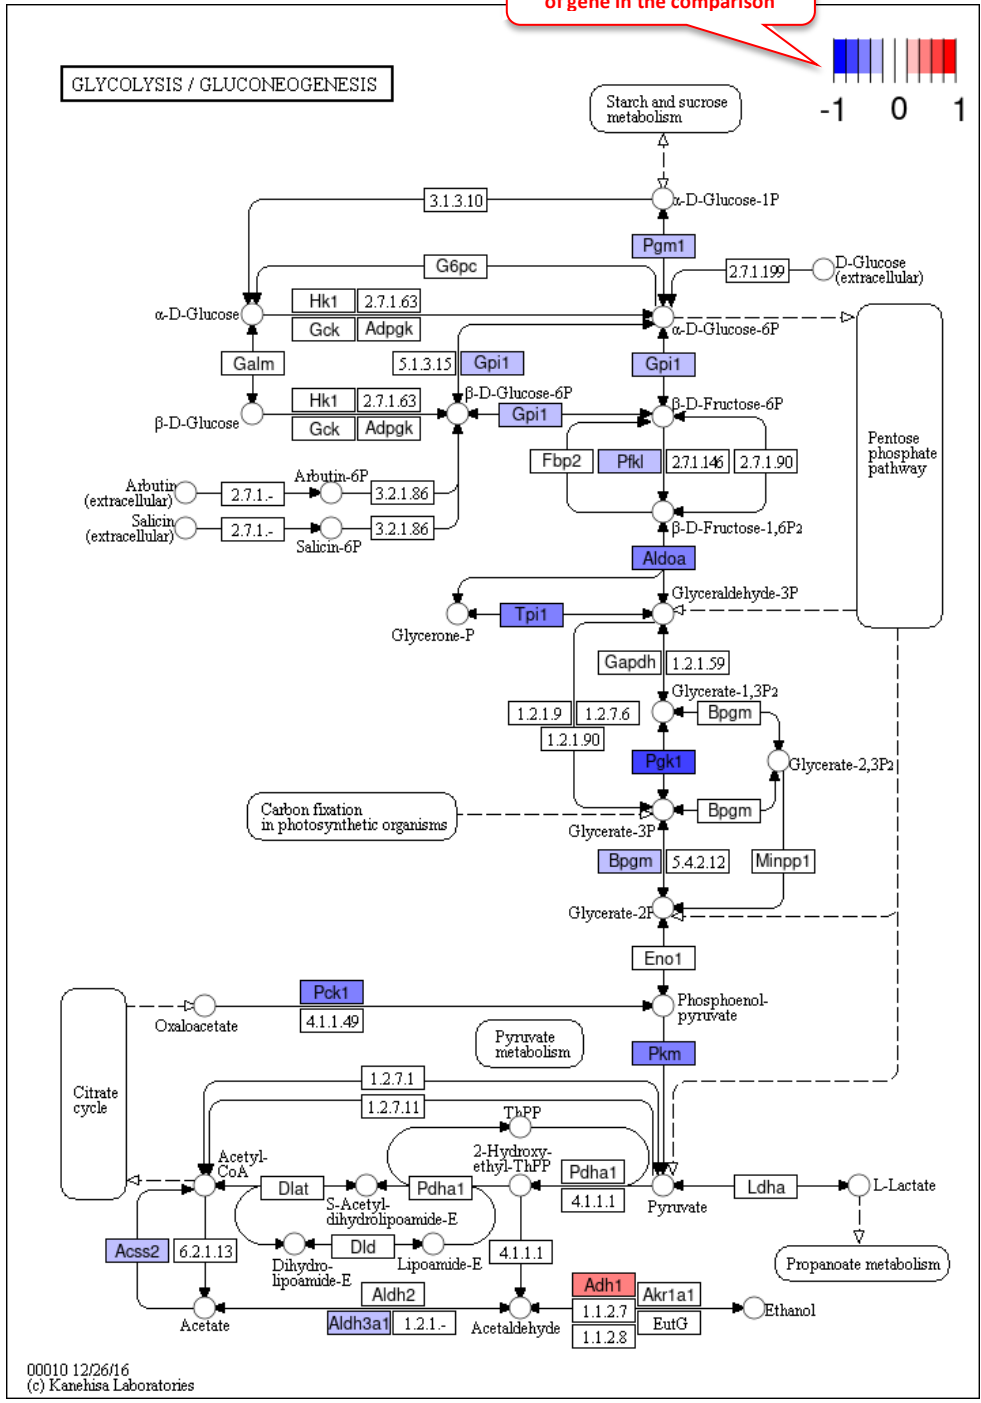 of gene in the comparison
-1 0 1
GLYCOLYSIS / GLUCONEOGENESIS
Starch and sucrose
metabolism
3.1.3.10
α-D-Glucose-1P
Pgm1
G6pc
2.7.1.199
D-Glucose
(extracellular)
α-D-Glucose
Hk1
2.7.1.63
Gck
Adpgk
α-D-Glucose-6P
Galm
5.1.3.15
Gpi1
Gpi1
β-D-Glucose-6P
β-D-Glucose
Hk1
2.7.1.63
Gck
Adpgk
Gpi1
β-D-Fructose-6P
Pentose
phosphate
pathway
Fbp2
Pfkl
2.7.1.146
2.7.1.90
Arbutin
(extracellular)
2.7.1.-
Arbutin-6P
3.2.1.86
Salicin
(extracellular)
2.7.1.-
Salicin-6P
3.2.1.86
β-D-Fructose-1,6P2
Aldoa
Glyceraldehyde-3P
Tpi1
Glycerone-P
Gapdh
1.2.1.59
Glycerate-1,3P2
1.2.1.9
1.2.7.6
1.2.1.90
Bpgm
Pgk1
Glycerate-2,3P2
Carbon fixation
in photosynthetic organisms
Bpgm
Glycerate-3P
Bpgm
5.4.2.12
Minpp1
Glycerate-2P
Eno1
Pck1
4.1.1.49
Oxaloacetate
Phosphoenol-
pyruvate
Pyruvate
metabolism
Pkm
Citrate
cycle
1.2.7.1
1.2.7.11
ThPP
Acetyl-
CoA
2-Hydroxy-
ethyl-ThPP
Dlat
S-Acetyl-
dihydrolipoamide-E
Pdha1
Pdha1
4.1.1.1
Pyruvate
Ldha
L-Lactate
Acss2
6.2.1.13
Dihydro-
lipoamide-E
Dld
Lipoamide-E
4.1.1.1
Propanoate metabolism
Acetate
Aldh2
Aldh3a1
1.2.1.-
Acetaldehyde
Adh1
1.1.2.7
1.1.2.8
Akr1a1
EutG
Ethanol
00010 12/26/16
(c) Kanehisa Laboratories